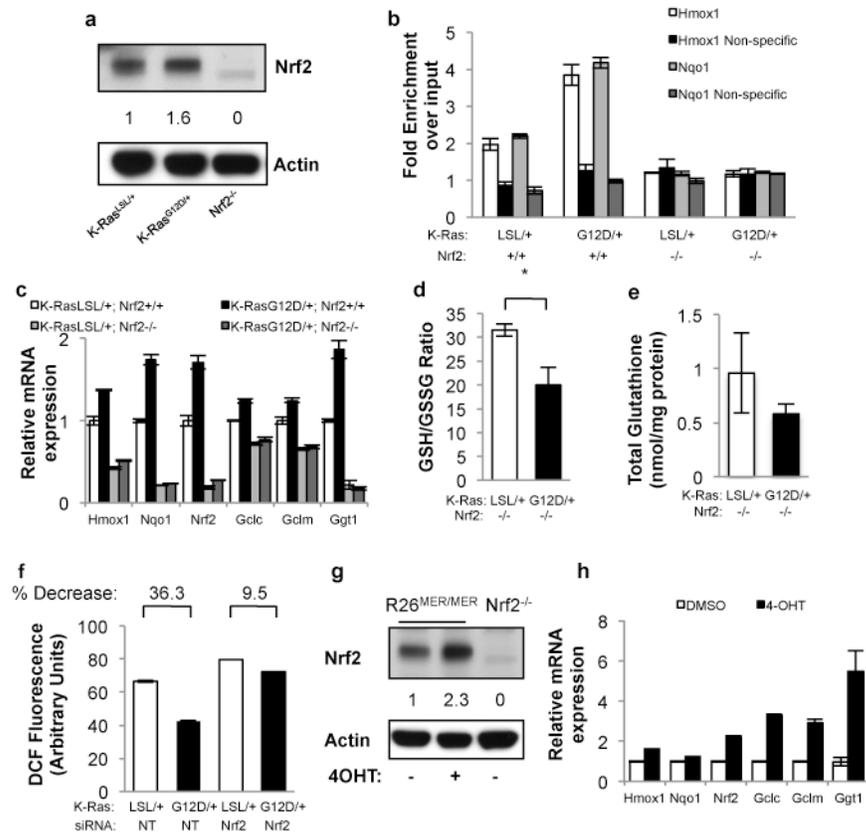 a
Nrf2
1 1.6 0
Actin
K-RasLSL/+ K-RasG12D/+ Nrf2-/-
b
Hmox1
Hmox1 Non-specific
Nqo1
Nqo1 Non-specific
Fold Enrichment
over input
5
4
3
2
1
0
K-Ras: LSL/+ G12D/+ LSL/+ G12D/+
Nrf2: +/+ +/+ -/- -/-
c
K-RasLSL/+; Nrf2+/+ K-RasG12D/+; Nrf2+/+
K-RasLSL/+; Nrf2-/- K-RasG12D/+; Nrf2-/-
Relative mRNA
expression
2
1
0
Hmox1 Nqo1 Nrf2 Gclc Gclm Ggt1
d
*
GSH/GSSG Ratio
35
30
25
20
15
10
5
0
K-Ras: LSL/+ G12D/+
Nrf2: -/- -/-
e
Total Glutathione
(nmol/mg protein)
1.5
1
0.5
0
K-Ras: LSL/+ G12D/+
Nrf2: -/- -/-
f
% Decrease: 36.3 9.5
DCF Fluorescence
(Arbitrary Units)
100
80
60
40
20
0
K-Ras: LSL/+ G12D/+ LSL/+ G12D/+
siRNA: NT NT Nrf2 Nrf2
g
R26MER/MER Nrf2-/-
Nrf2
1 2.3 0
Actin
4OHT: - + -
h
DMSO 4-OHT
Relative mRNA
expression
8
6
4
2
0
Hmox1 Nqo1 Nrf2 Gclc Gclm Ggt1